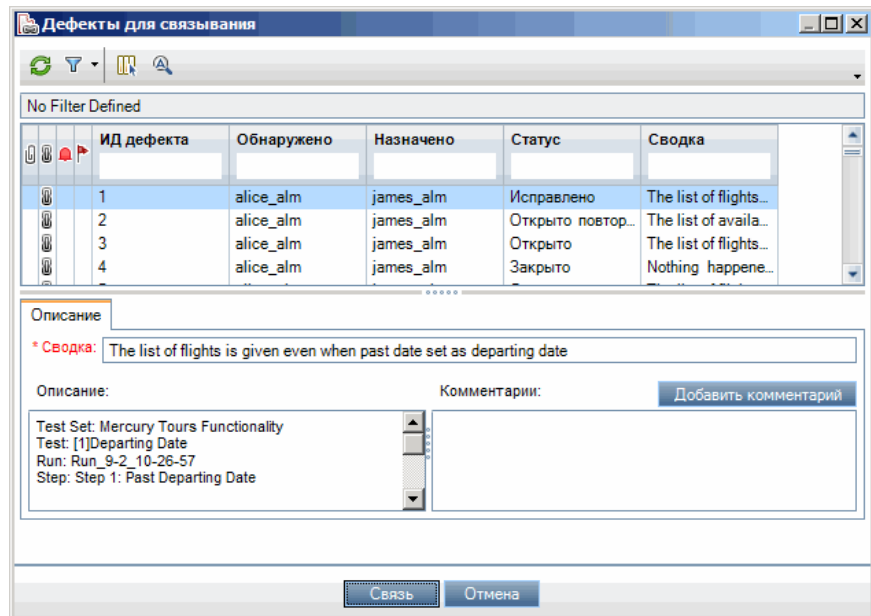 Дефекты для связывания
No Filter Defined
ИД дефекта Обнаружено Назначено Статус Сводка
1 alice_alm james_alm Исправлено The list of flights...
2 alice_alm james_alm Открыто повтор... The list of availa...
3 alice_alm james_alm Открыто The list of flights...
4 alice_alm james_alm Закрыто Nothing happene...
Описание
* Сводка: The list of flights is given even when past date set as departing date
Описание: Комментарии: Добавить комментарий
Test Set: Mercury Tours Functionality
Test: [1]Departing Date
Run: Run_9-2_10-26-57
Step: Step 1: Past Departing Date
Связь Отмена